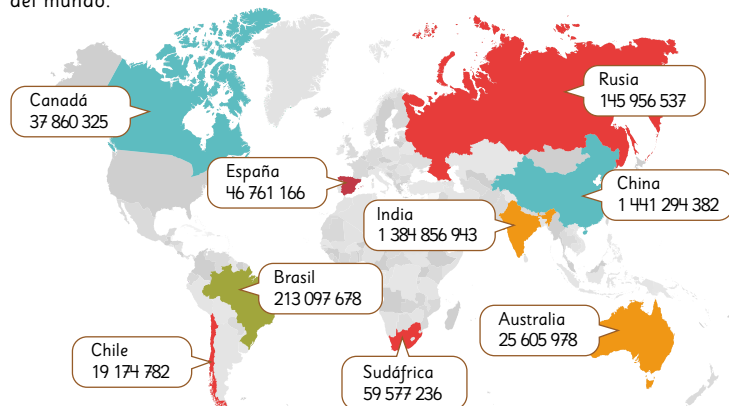 del mundo.
Canadá
37 860 325
Rusia
145 956 537
España
46 761 166
China
1 441 294 382
India
1 384 856 943
Brasil
213 097 678
Australia
25 605 978
Chile
19 174 782
Sudáfrica
59 577 236